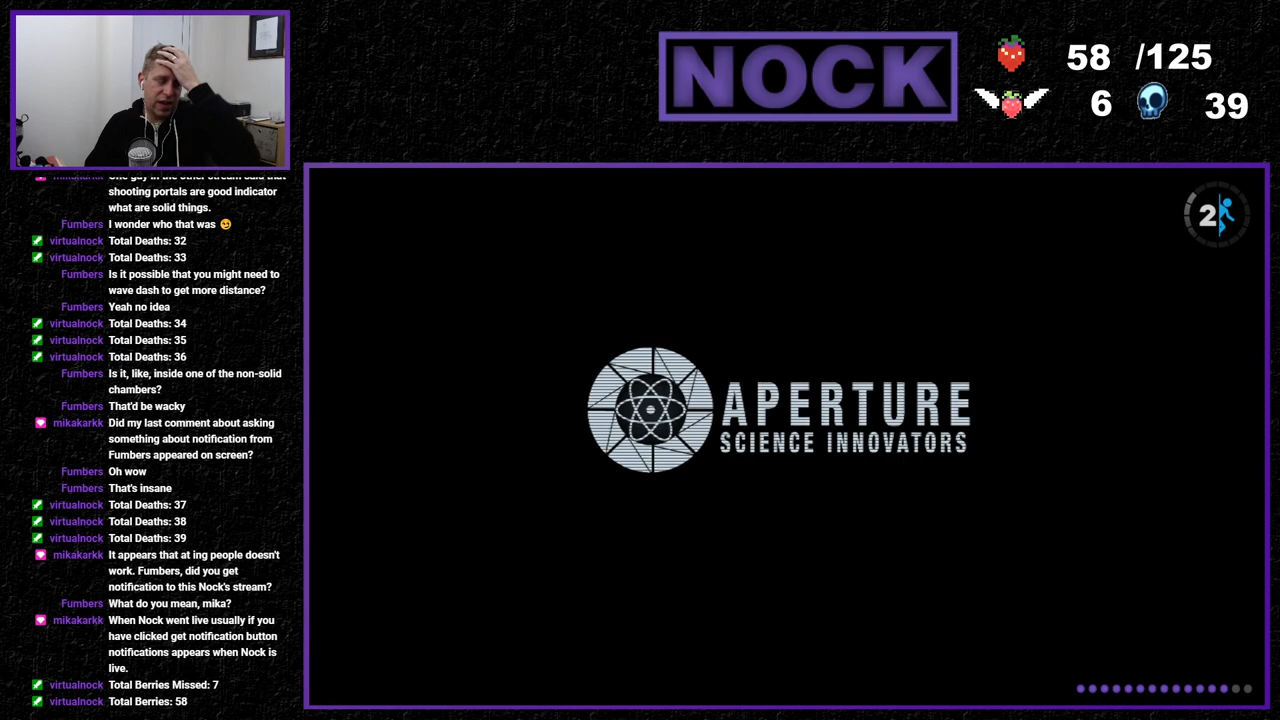 NOCK
58 /125
6 39
One guy in the other stream said that
shooting portals are good indicator
what are solid things.
Fumbers I wonder who that was 😉
virtualnock Total Deaths: 32
virtualnock Total Deaths: 33
Fumbers Is it possible that you might need to
wave dash to get more distance?
Fumbers Yeah no idea
virtualnock Total Deaths: 34
virtualnock Total Deaths: 35
virtualnock Total Deaths: 36
Fumbers Is it, like, inside one of the non-solid
chambers?
Fumbers That'd be wacky
mikakarkk Did my last comment about asking
something about notification from
Fumbers appeared on screen?
Fumbers Oh wow
Fumbers That's insane
virtualnock Total Deaths: 37
virtualnock Total Deaths: 38
virtualnock Total Deaths: 39
mikakarkk It appears that at ing people doesn't
work. Fumbers, did you get
notification to this Nock's stream?
Fumbers What do you mean, mika?
mikakarkk When Nock went live usually if you
have clicked get notification button
notifications appears when Nock is
live.
virtualnock Total Berries Missed: 7
virtualnock Total Berries: 58
2
APERTURE
SCIENCE INNOVATORS